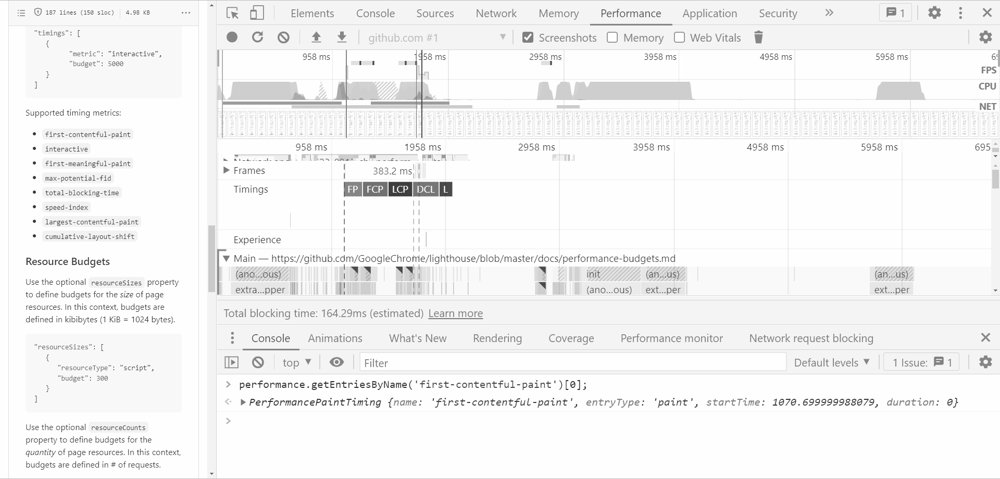 187 lines (150 sloc) 4.98 KB ...
"timings": [
{
"metric": "interactive",
"budget": 5000
}
]
Supported timing metrics:
first-contentful-paint
interactive
first-meaningful-paint
max-potential-fid
total-blocking-time
speed-index
largest-contentful-paint
cumulative-layout-shift
Resource Budgets
Use the optional resourceSizes property
to define budgets for the size of page
resources. In this context, budgets are
defined in kibibytes (1 KiB = 1024 bytes).
"resourceSizes": [
{
"resourceType": "script",
"budget": 300
}
]
Use the optional resourceCounts
property to define budgets for the
quantity of page resources. In this context,
budgets are defined in # of requests.
Elements Console Sources Network Memory Performance Application Security » 1
github.com #1 Screenshots Memory Web Vitals
958 ms 1958 ms 2958 ms 3958 ms 4958 ms 5958 ms
FPS
CPU
NET
958 ms 1958 ms 2958 ms 3958 ms 4958 ms 5958 ms 695
Frames 383.2 ms
Timings FP FCP LCP DCL L
Experience
Main — https://github.com/GoogleChrome/lighthouse/blob/master/docs/performance-budgets.md
(ano...ous) init (an...us) (an...us)
extra...pper (ano...ous) ext...per ext...per
Total blocking time: 164.29ms (estimated) Learn more
Console Animations What's New Rendering Coverage Performance monitor Network request blocking
top Filter Default levels 1 Issue: 1
> performance.getEntriesByName('first-contentful-paint')[0];
PerformancePaintTiming {name: 'first-contentful-paint', entryType: 'paint', startTime: 1070.699999988079, duration: 0}
>